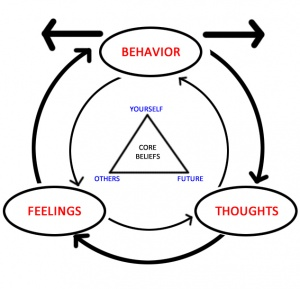 BEHAVIOR
YOURSELF
CORE
BELIEFS
OTHERS
FUTURE
FEELINGS
THOUGHTS